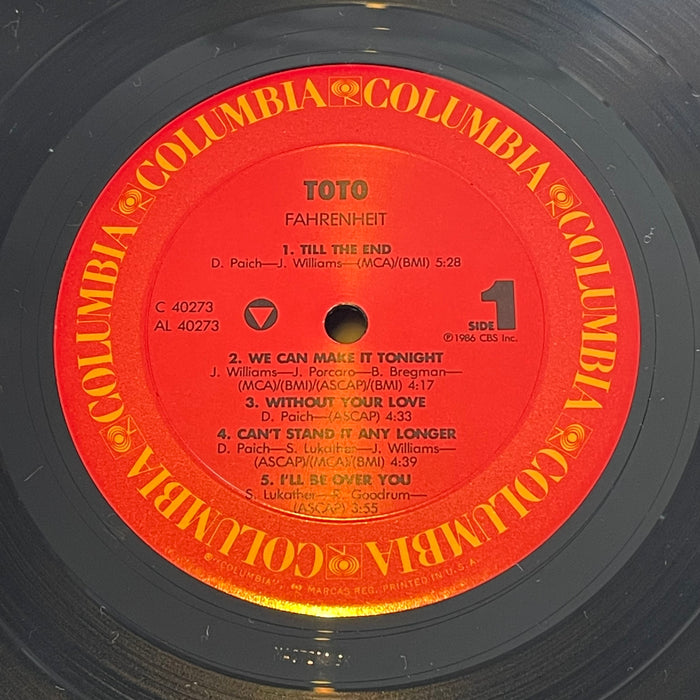 COLUMBIA COLUMBIA COLUMBIA COLUMBIA COLUMBIA COLUMBIA
TOTO
FAHRENHEIT
1. TILL THE END
D. Paich—J. Williams—(MCA)/(BMI) 5:28
C 40273
AL 40273
SIDE 1
℗1986 CBS Inc.
2. WE CAN MAKE IT TONIGHT
J. Williams—J. Porcaro—B. Bregman—
(MCA)/(BMI)/(ASCAP)/(BMI) 4:17
3. WITHOUT YOUR LOVE
D. Paich—(ASCAP) 4:33
4. CAN'T STAND IT ANY LONGER
D. Paich—S. Lukather—J. Williams—
(ASCAP)/(MCA)/(BMI) 4:39
5. I'LL BE OVER YOU
S. Lukather—R. Goodrum—
(ASCAP) 3:55
"COLUMBIA", MARCAS REG. PRINTED IN U.S.A.